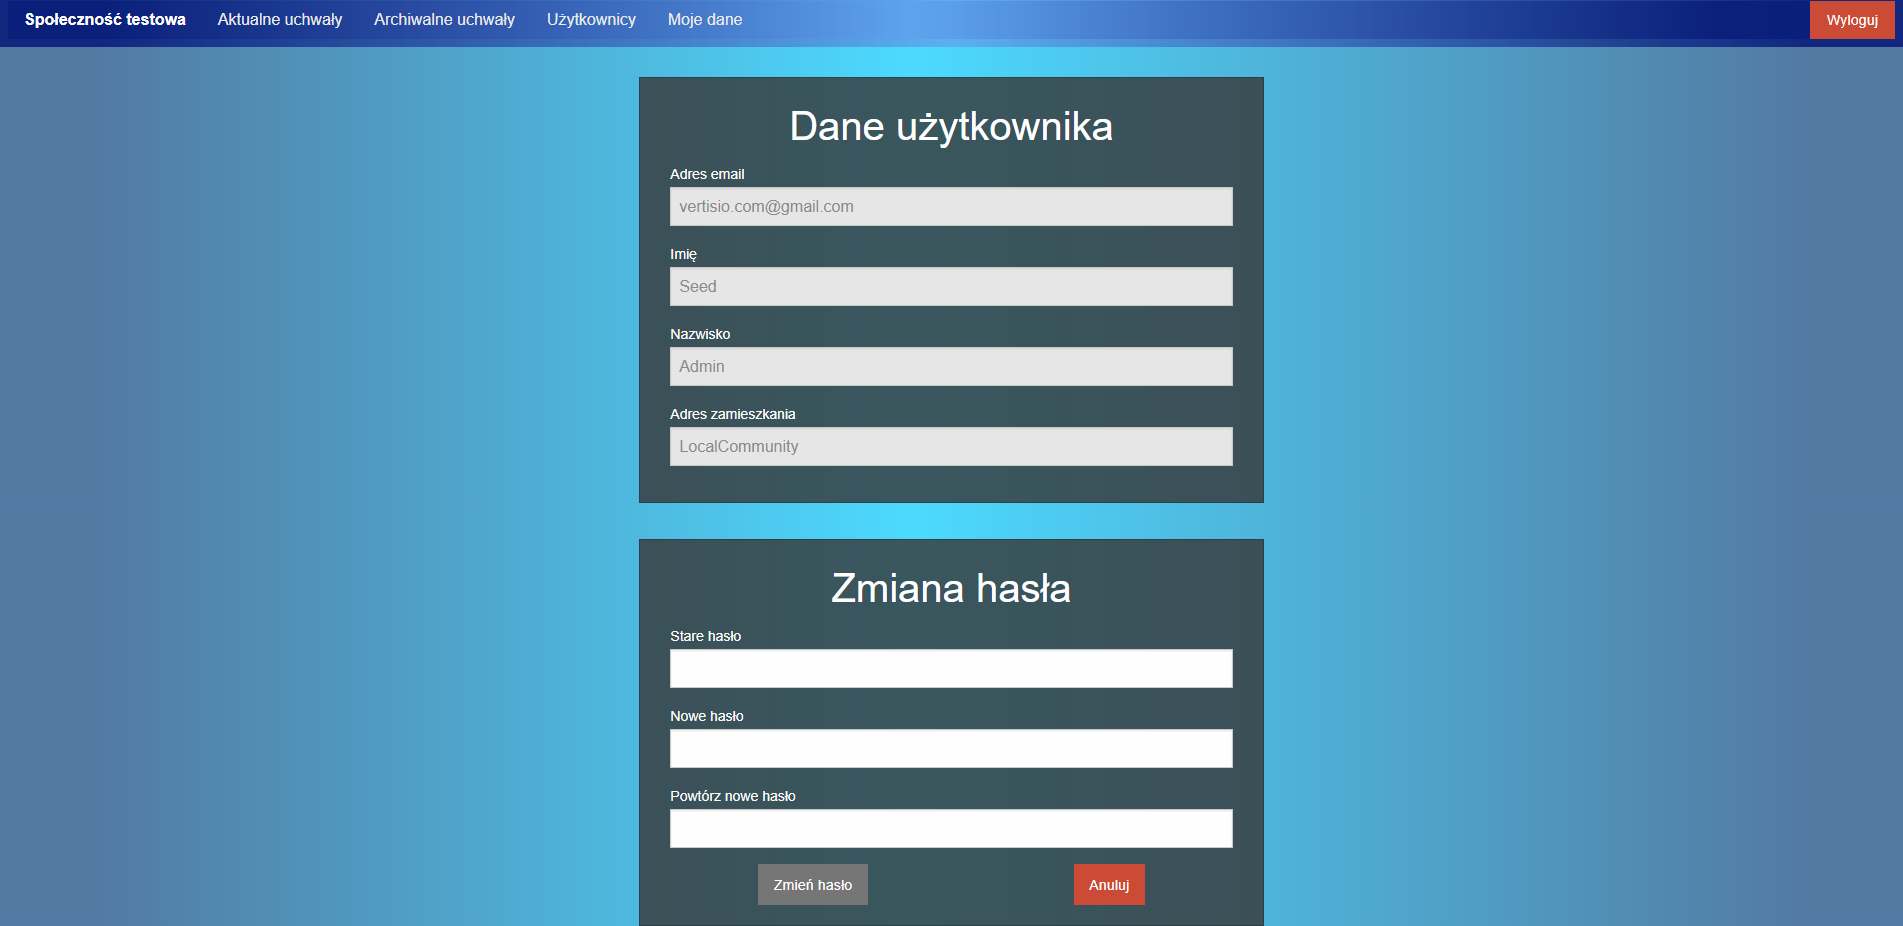 Społeczność testowa Aktualne uchwały Archiwalne uchwały Użytkownicy Moje dane Wyloguj
Dane użytkownika
Adres email
vertisio.com@gmail.com
Imię
Seed
Nazwisko
Admin
Adres zamieszkania
LocalCommunity
Zmiana hasła
Stare hasło
Nowe hasło
Powtórz nowe hasło
Zmień hasło Anuluj